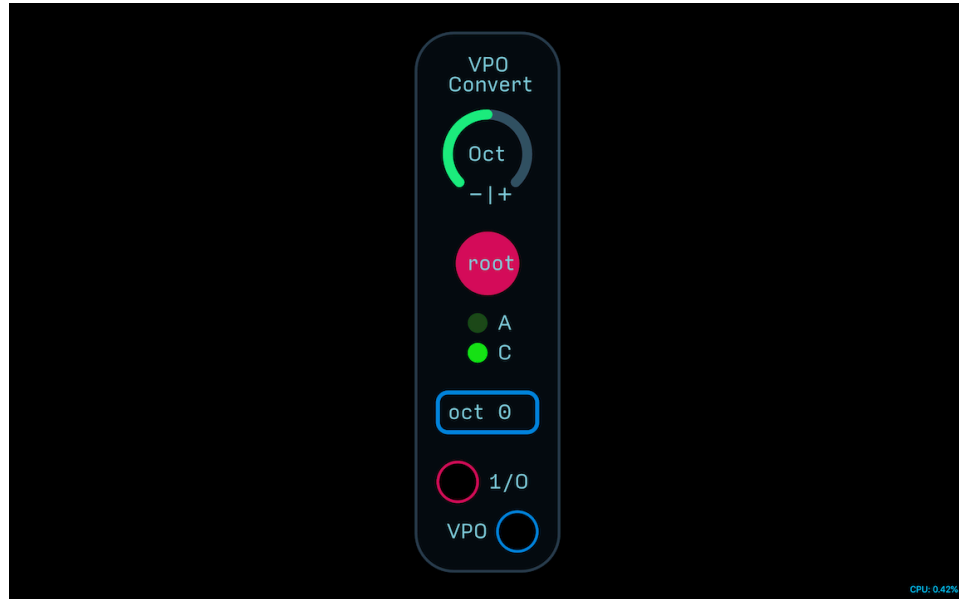 VPO
Convert
Oct
-|+
root
A
C
oct 0
1/O
VPO
CPU: 0.42%